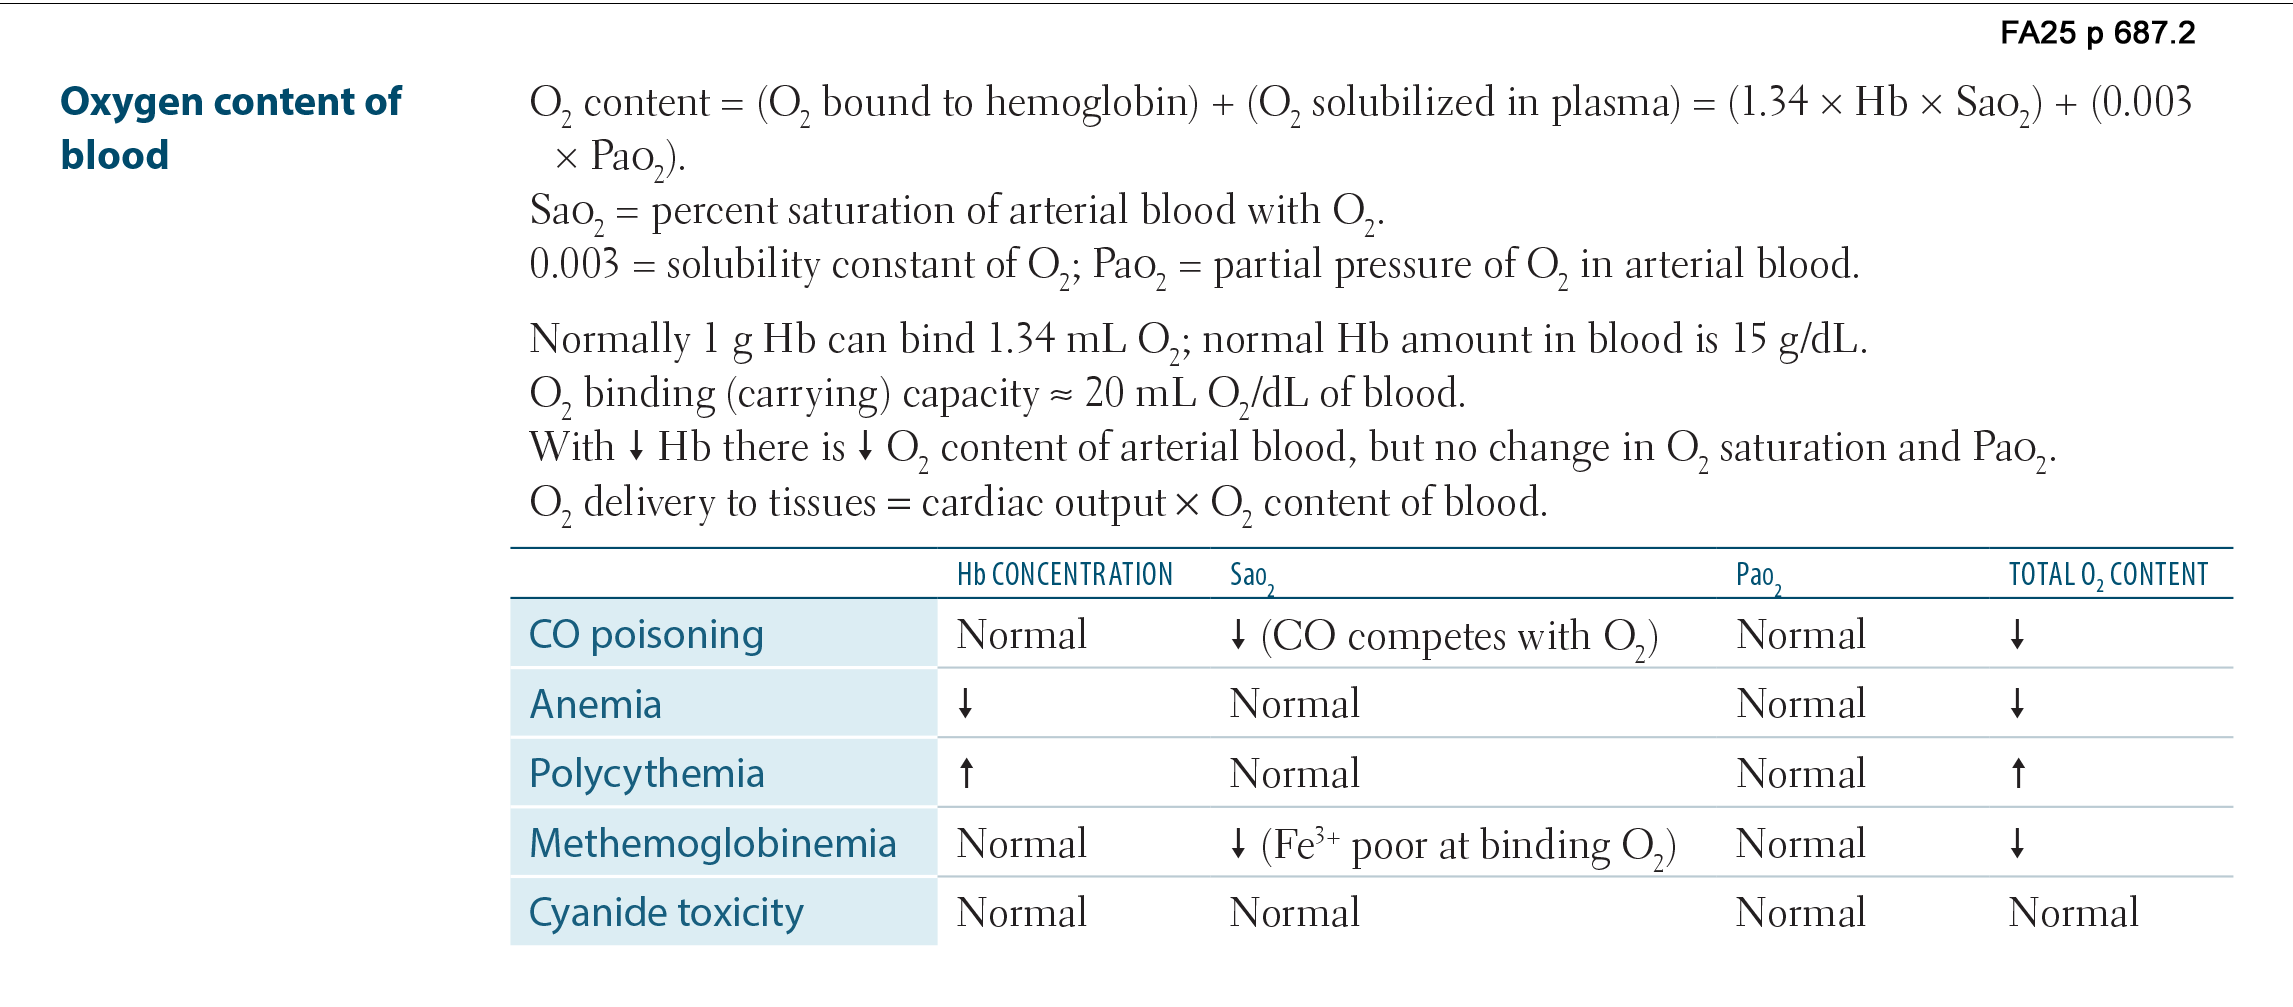 FA25 p 687.2
Oxygen content of
blood
O₂ content = (O₂ bound to hemoglobin) + (O₂ solubilized in plasma) = (1.34 × Hb × Sao₂) + (0.003
× Pao₂).
Sao₂ = percent saturation of arterial blood with O₂.
0.003 = solubility constant of O₂; Pao₂ = partial pressure of O₂ in arterial blood.
Normally 1 g Hb can bind 1.34 mL O₂; normal Hb amount in blood is 15 g/dL.
O₂ binding (carrying) capacity ≈ 20 mL O₂/dL of blood.
With ↓ Hb there is ↓ O₂ content of arterial blood, but no change in O₂ saturation and Pao₂.
O₂ delivery to tissues = cardiac output × O₂ content of blood.
Hb CONCENTRATION Sao₂ Pao₂ TOTAL O₂ CONTENT
CO poisoning Normal ↓ (CO competes with O₂) Normal ↓
Anemia ↓ Normal Normal ↓
Polycythemia ↑ Normal Normal ↑
Methemoglobinemia Normal ↓ (Fe³⁺ poor at binding O₂) Normal ↓
Cyanide toxicity Normal Normal Normal Normal